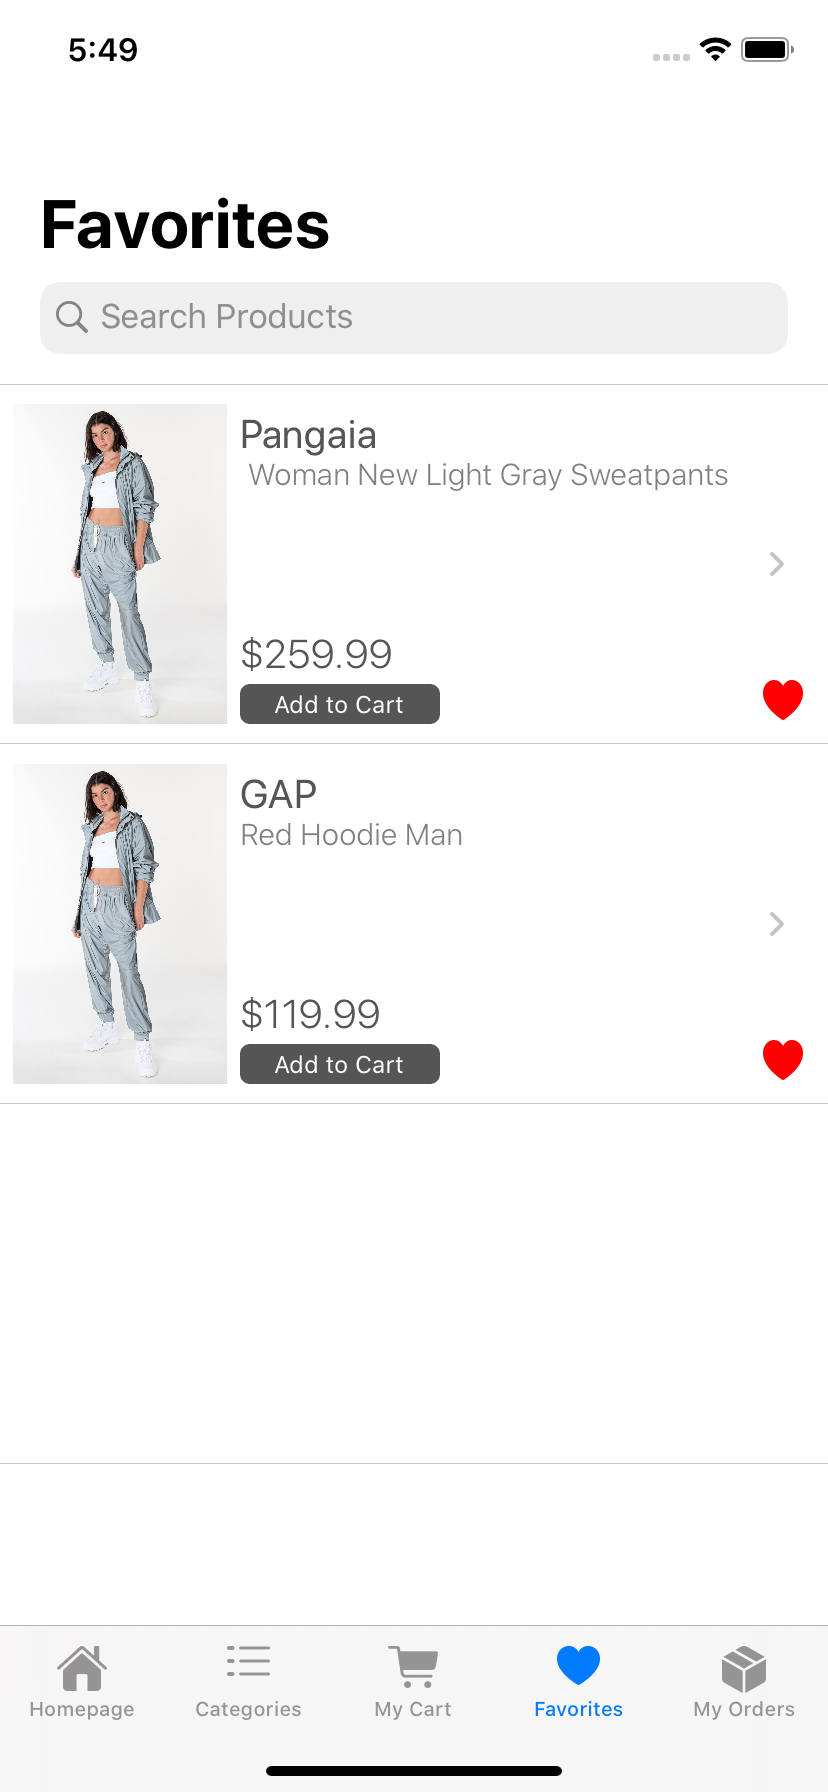 5:49
Favorites
Search Products
Pangaia
Woman New Light Gray Sweatpants
$259.99
Add to Cart
GAP
Red Hoodie Man
$119.99
Add to Cart
Homepage
Categories
My Cart
Favorites
My Orders